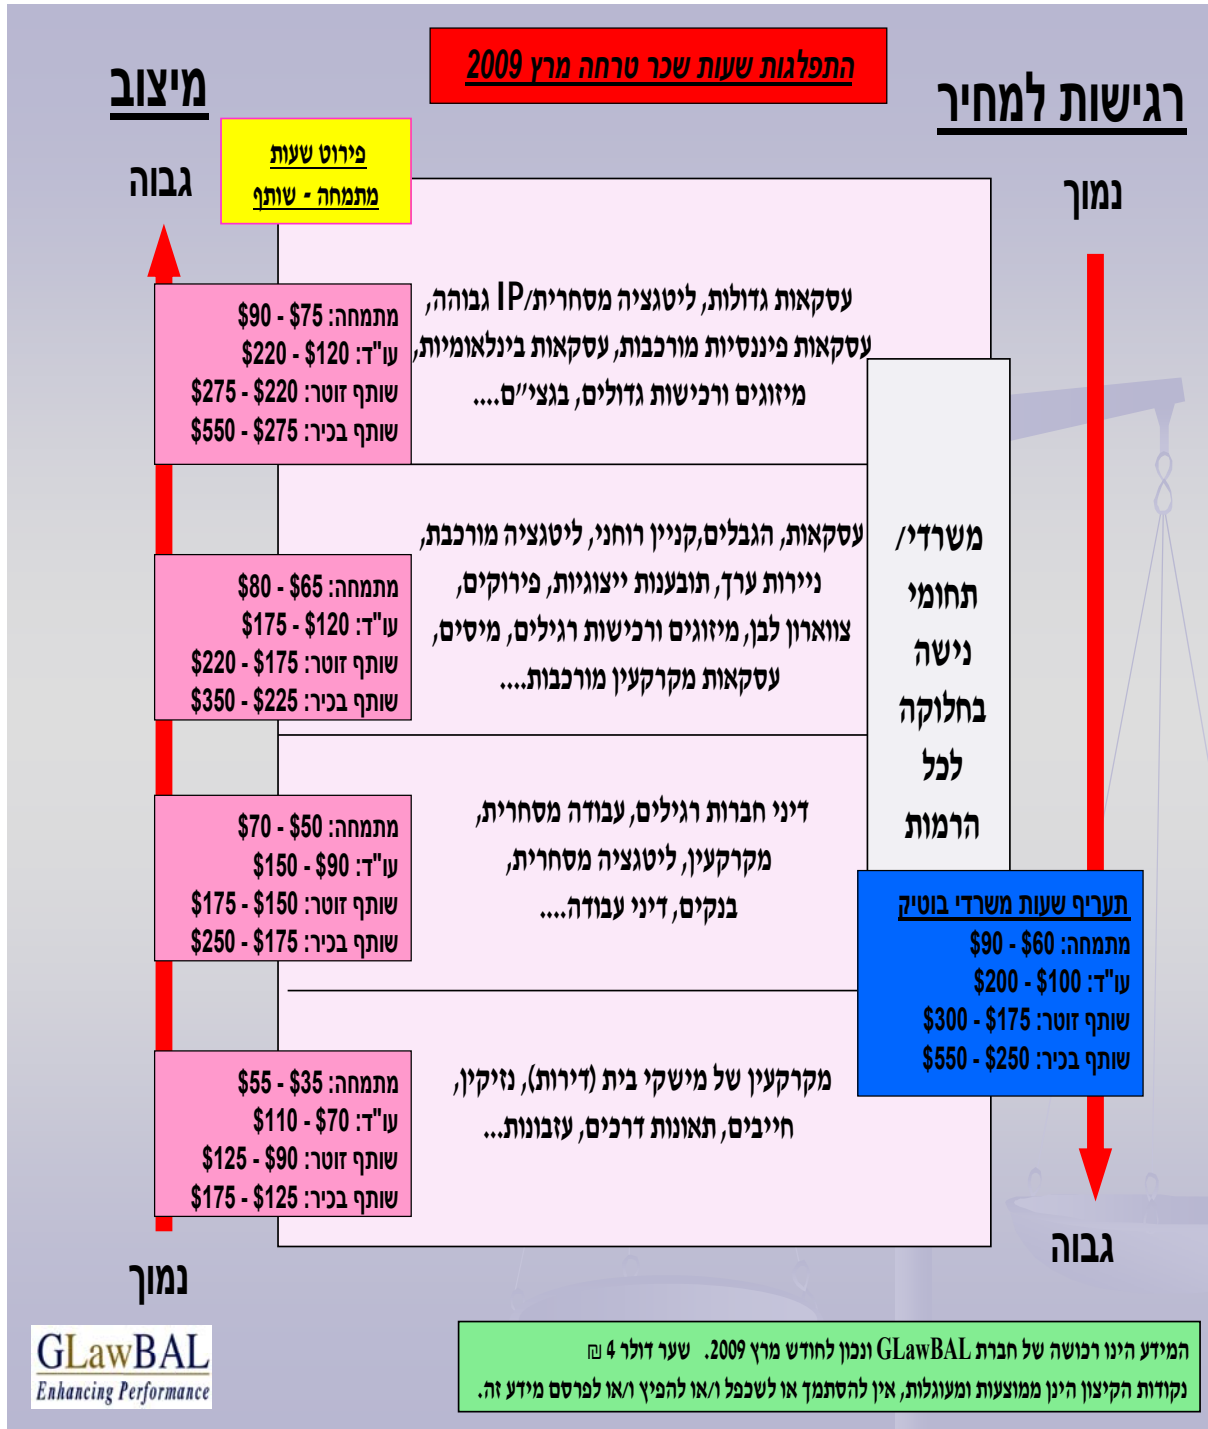 התפלגות שעות שכר טרחה מרץ 2009
רגישות למחיר
נמוך
מיצוב
גבוה
פירוט שעות
מתמחה - שותף
עסקאות גדולות, ליטגציה מסחרית/IP גבוהה,
עסקאות פיננסיות מורכבות, עסקאות בינלאומיות,
מיזוגים ורכישות גדולים, בגצי״ם....
מתמחה: $75 - $90
עו"ד: $120 - $220
שותף זוטר: $220 - $275
שותף בכיר: $275 - $550
עסקאות, הגבלים,קניין רוחני, ליטגציה מורכבת,
ניירות ערך, תובענות ייצוגיות, פירוקים,
צווארון לבן, מיזוגים ורכישות רגילים, מיסים,
עסקאות מקרקעין מורכבות....
מתמחה: $65 - $80
עו"ד: $120 - $175
שותף זוטר: $175 - $220
שותף בכיר: $225 - $350
משרדי/
תחומי
נישה
בחלוקה
לכל
הרמות
דיני חברות רגילים, עבודה מסחרית,
מקרקעין, ליטגציה מסחרית,
בנקים, דיני עבודה....
מתמחה: $50 - $70
עו"ד: $90 - $150
שותף זוטר: $150 - $175
שותף בכיר: $175 - $250
תעריף שעות משרדי בוטיק
מתמחה: $60 - $90
עו"ד: $100 - $200
שותף זוטר: $175 - $300
שותף בכיר: $250 - $550
מקרקעין של מישקי בית (דירות), נזיקין,
חייבים, תאונות דרכים, עזבונות...
מתמחה: $35 - $55
עו"ד: $70 - $110
שותף זוטר: $90 - $125
שותף בכיר: $125 - $175
גבוה
נמוך
GLawBAL
Enhancing Performance
המידע הינו רכושה של חברת GLawBAL ונכון לחודש מרץ 2009. שער דולר 4 ₪
נקודות הקיצון הינן ממוצעות ומעוגלות, אין להסתמך או לשכפל ו/או להפיץ ו/או לפרסם מידע זה.